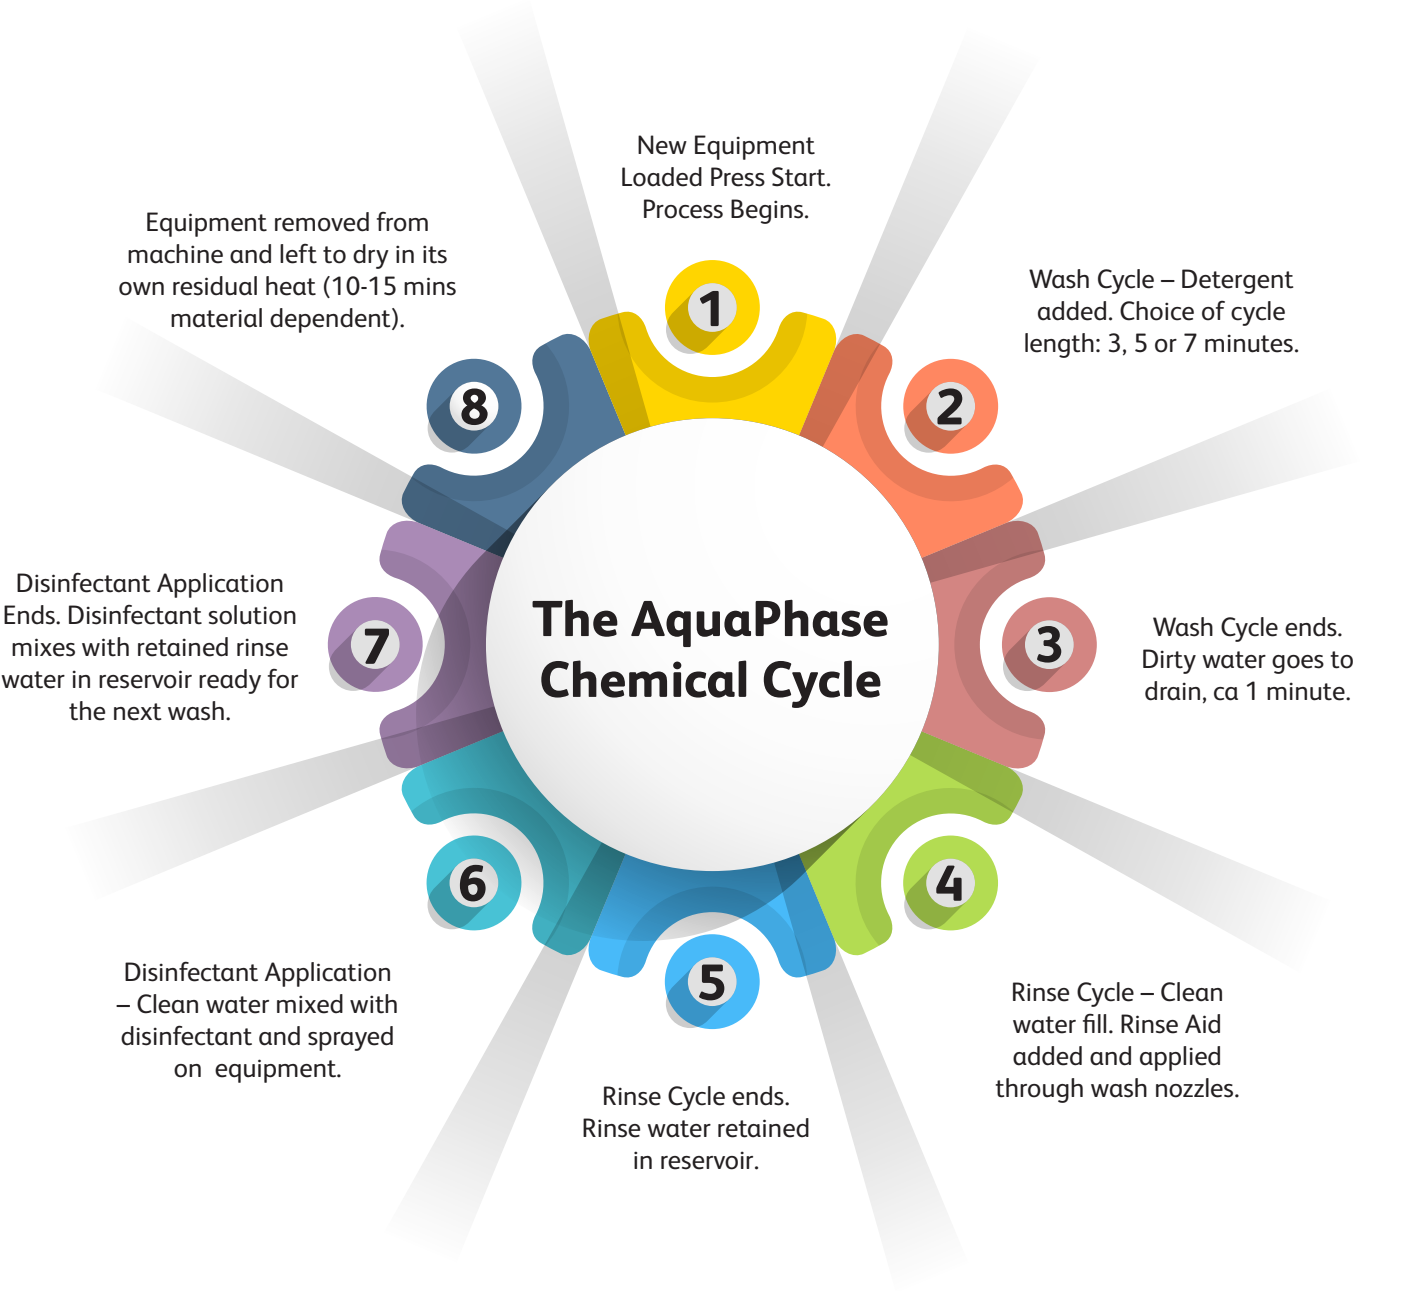 The AquaPhase
Chemical Cycle
1
New Equipment
Loaded Press Start.
Process Begins.
2
Wash Cycle – Detergent
added. Choice of cycle
length: 3, 5 or 7 minutes.
3
Wash Cycle ends.
Dirty water goes to
drain, ca 1 minute.
4
Rinse Cycle – Clean
water fill. Rinse Aid
added and applied
through wash nozzles.
5
Rinse Cycle ends.
Rinse water retained
in reservoir.
6
Disinfectant Application
– Clean water mixed with
disinfectant and sprayed
on  equipment.
7
Disinfectant Application
Ends. Disinfectant solution
mixes with retained rinse
water in reservoir ready for
the next wash.
8
Equipment removed from
machine and left to dry in its
own residual heat (10-15 mins
material dependent).